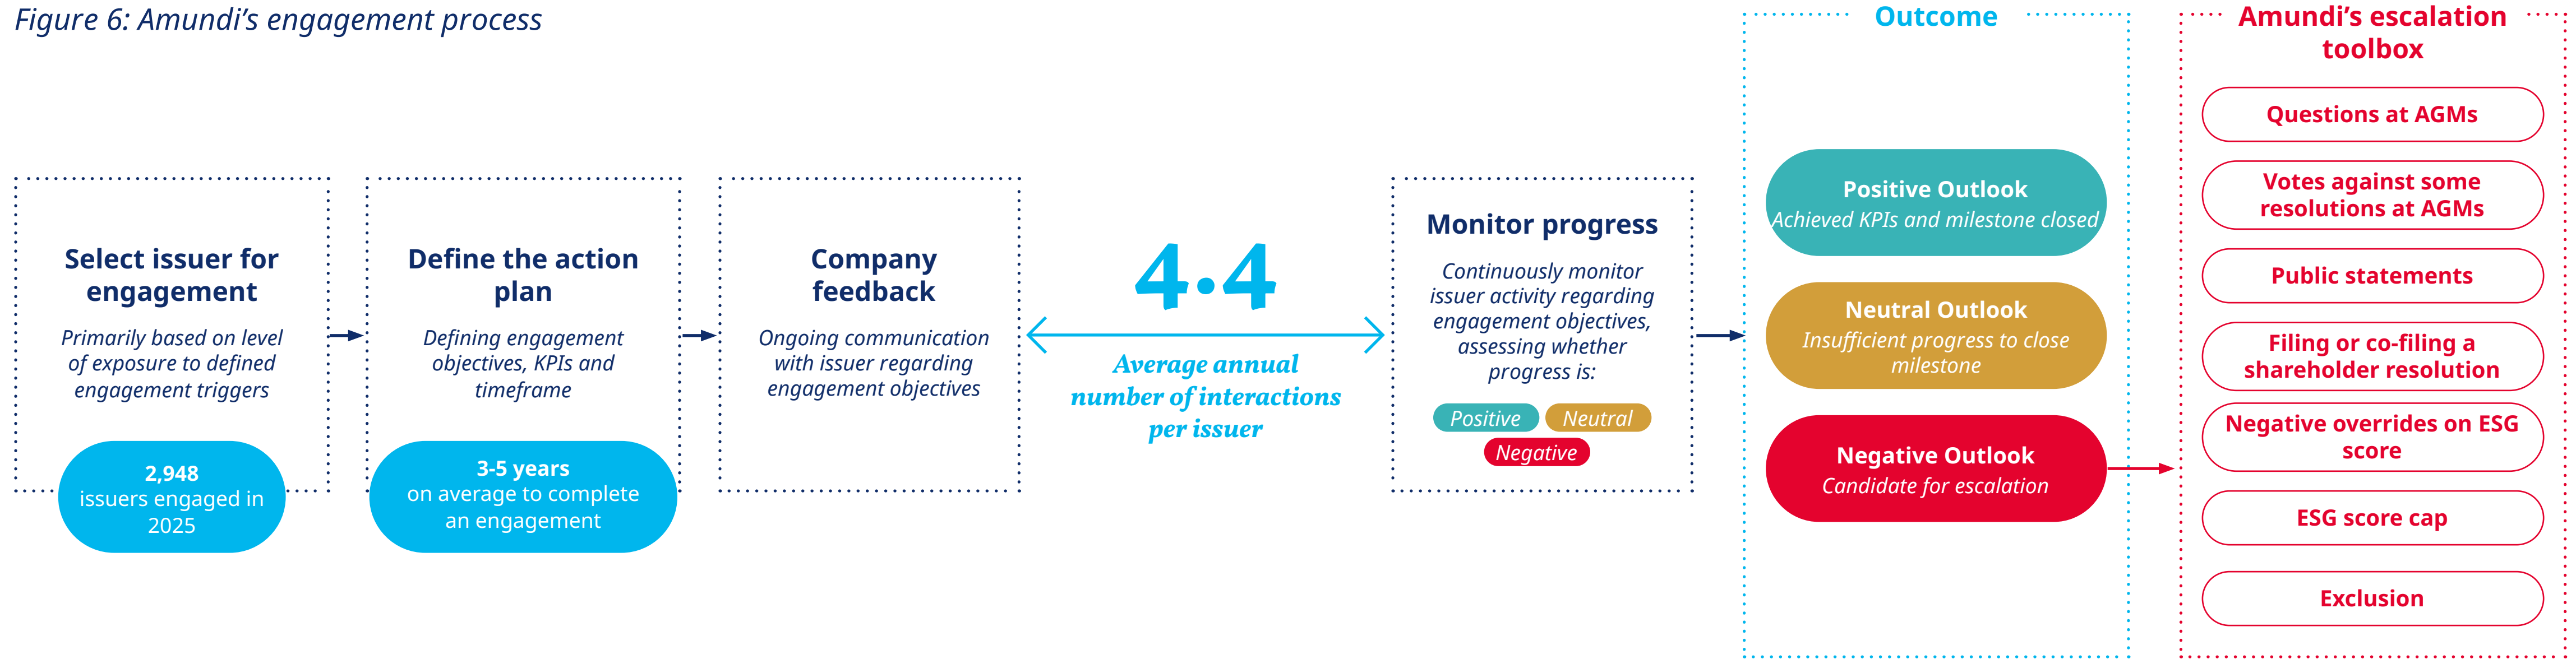 Figure 6: Amundi’s engagement process
Select issuer for
engagement
Primarily based on level
of exposure to defined
engagement triggers
2,948
issuers engaged in
2025
Define the action
plan
Defining engagement
objectives, KPIs and
timeframe
3-5 years
on average to complete
an engagement
Company
feedback
Ongoing communication
with issuer regarding
engagement objectives
4.4
Average annual
number of interactions
per issuer
Monitor progress
Continuously monitor
issuer activity regarding
engagement objectives,
assessing whether
progress is:
Positive
Neutral
Negative
Outcome
Positive Outlook
Achieved KPIs and milestone closed
Neutral Outlook
Insufficient progress to close
milestone
Negative Outlook
Candidate for escalation
Amundi’s escalation
toolbox
Questions at AGMs
Votes against some
resolutions at AGMs
Public statements
Filing or co-filing a
shareholder resolution
Negative overrides on ESG
score
ESG score cap
Exclusion